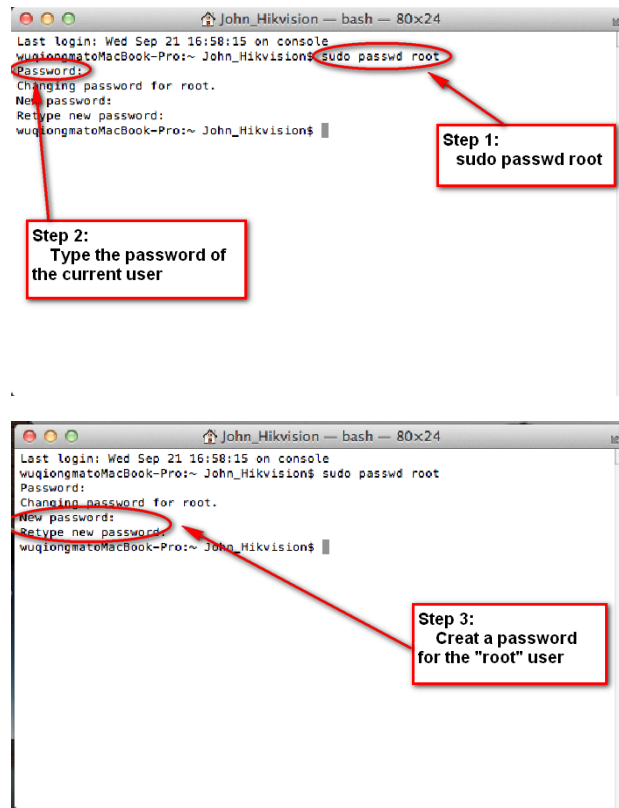 John_Hikvision — bash — 80×24
Last login: Wed Sep 21 16:58:15 on console
wuqiongmatoMacBook-Pro:~ John_Hikvision$ sudo passwd root
Password:
Changing password for root.
New password:
Retype new password:
wuqiongmatoMacBook-Pro:~ John_Hikvision$
Step 1:
sudo passwd root
Step 2:
Type the password of
the current user
John_Hikvision — bash — 80×24
Last login: Wed Sep 21 16:58:15 on console
wuqiongmatoMacBook-Pro:~ John_Hikvision$ sudo passwd root
Password:
Changing password for root.
New password:
Retype new password:
wuqiongmatoMacBook-Pro:~ John_Hikvision$
Step 3:
Creat a password
for the "root" user